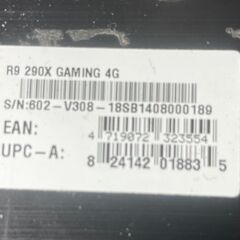 R9 290X GAMING 4G
S/N:602-V308-18SB1408000189
EAN:
4 719072 323554
UPC-A:
8 24142 01883 5